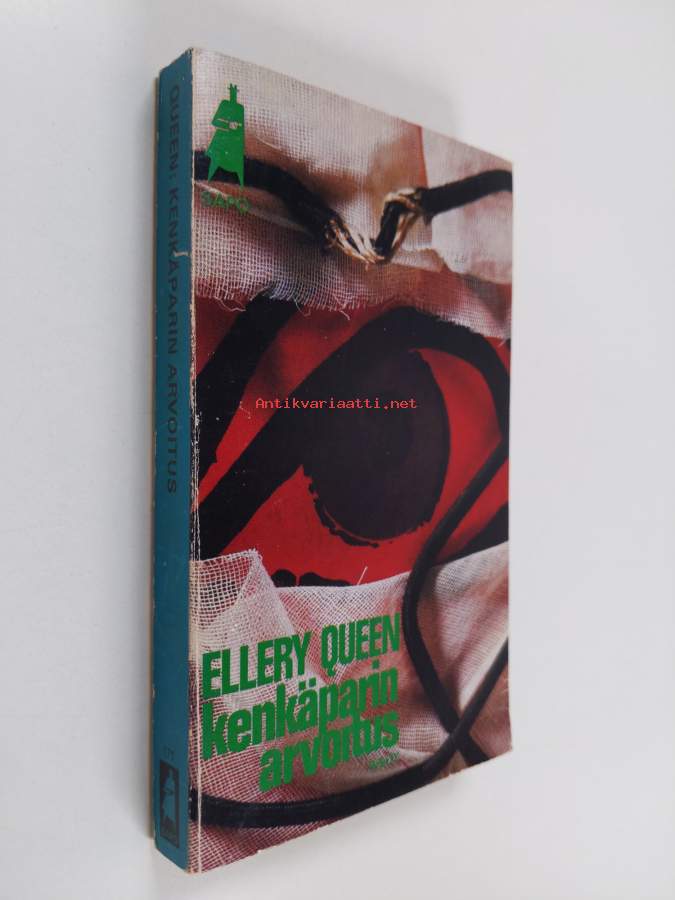 SAPO
QUEEN: KENKÄPARIN ARVOITUS
Antikvariaatti.net
ELLERY QUEEN
kenkäparin
arvoitus